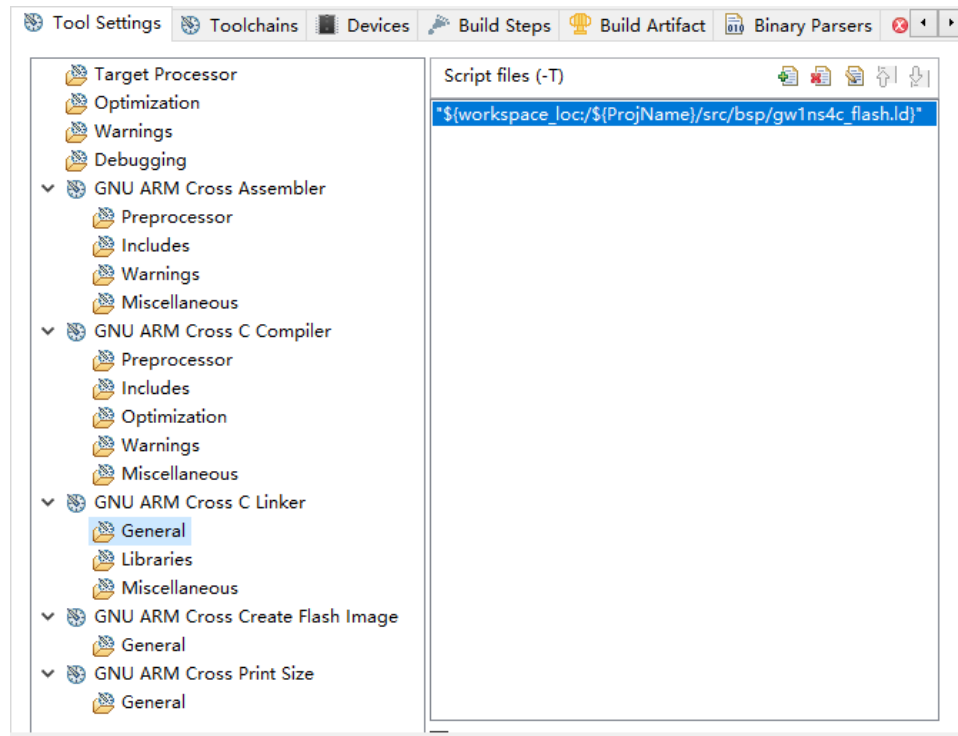 Tool Settings Toolchains Devices Build Steps Build Artifact Binary Parsers
Target Processor
Optimization
Warnings
Debugging
GNU ARM Cross Assembler
Preprocessor
Includes
Warnings
Miscellaneous
GNU ARM Cross C Compiler
Preprocessor
Includes
Optimization
Warnings
Miscellaneous
GNU ARM Cross C Linker
General
Libraries
Miscellaneous
GNU ARM Cross Create Flash Image
General
GNU ARM Cross Print Size
General
Script files (-T)
"${workspace_loc:/${ProjName}/src/bsp/gw1ns4c_flash.ld}"